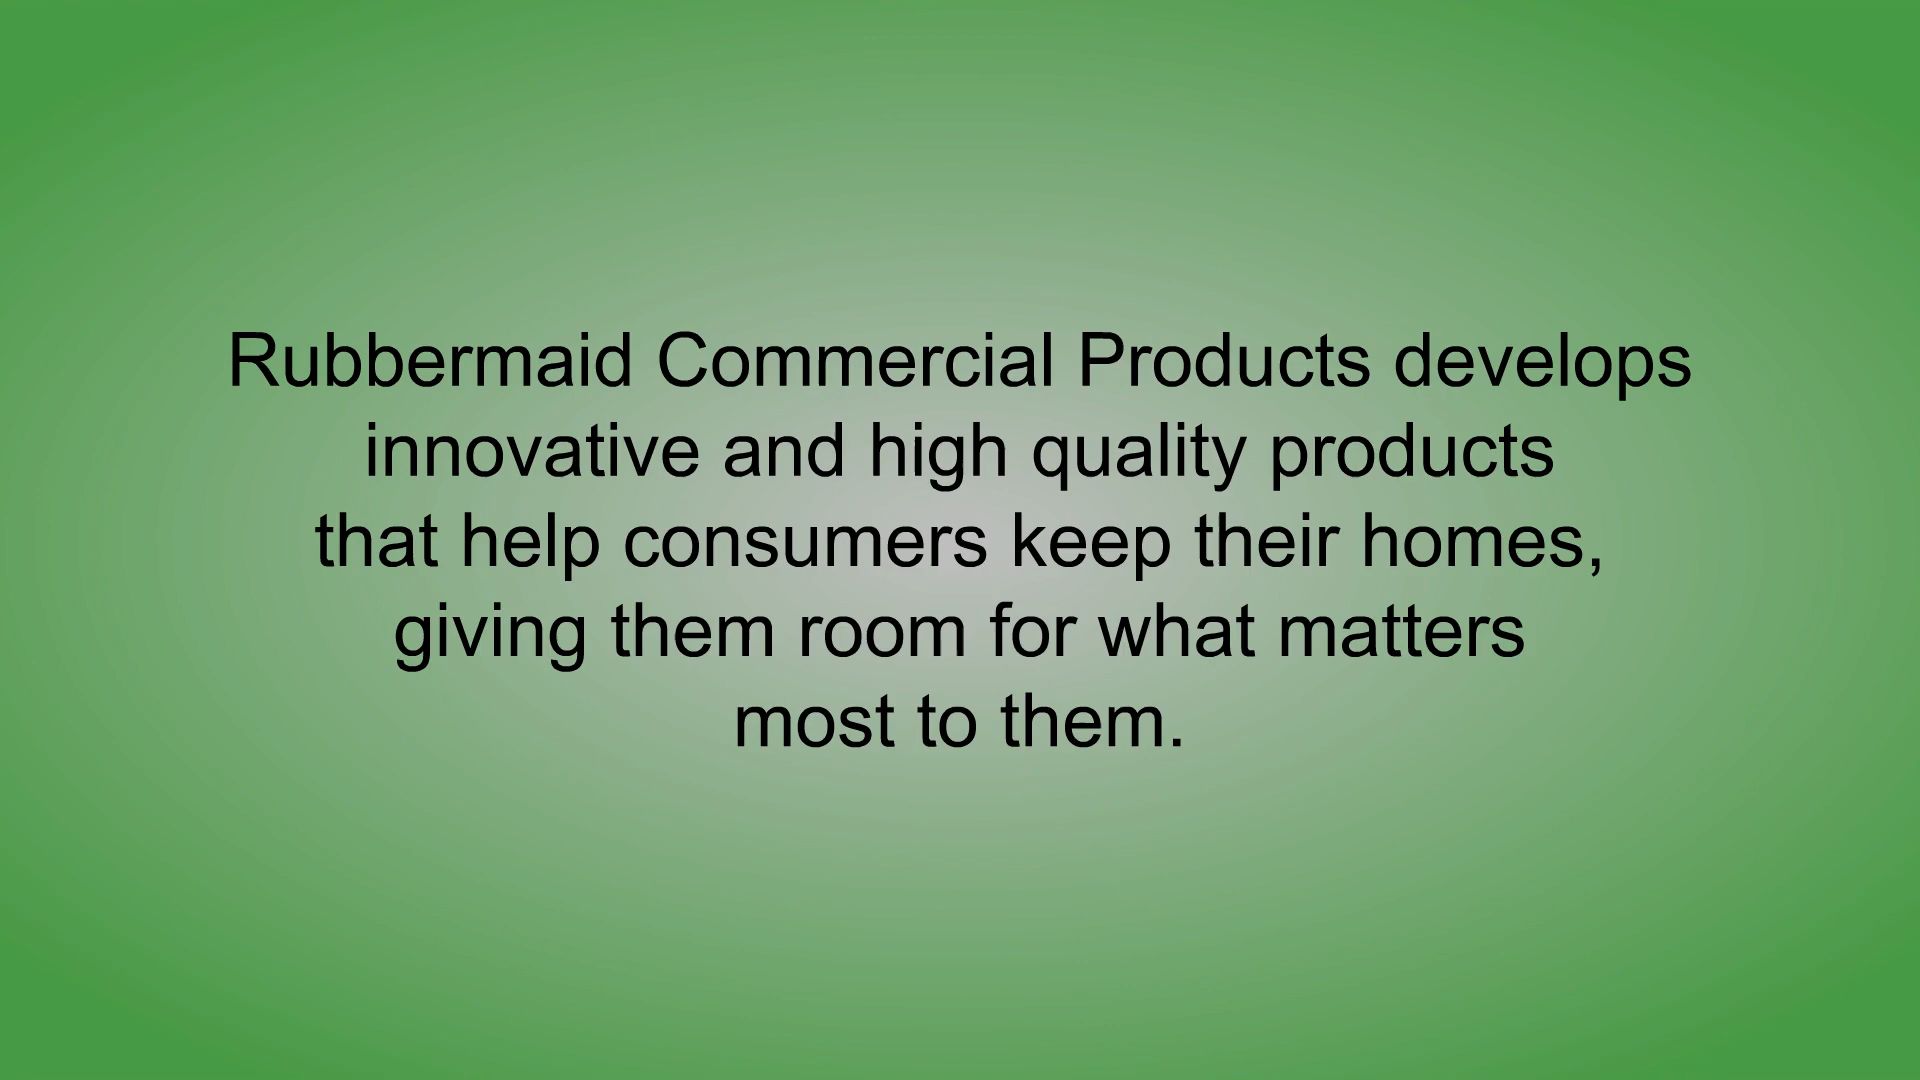 Rubbermaid Commercial Products develops
innovative and high quality products
that help consumers keep their homes,
giving them room for what matters
most to them.